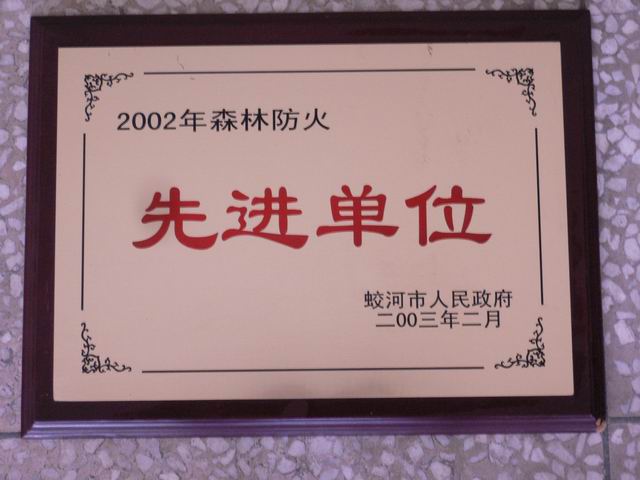 2002年森林防火
先进单位
蛟河市人民政府
二00三年二月